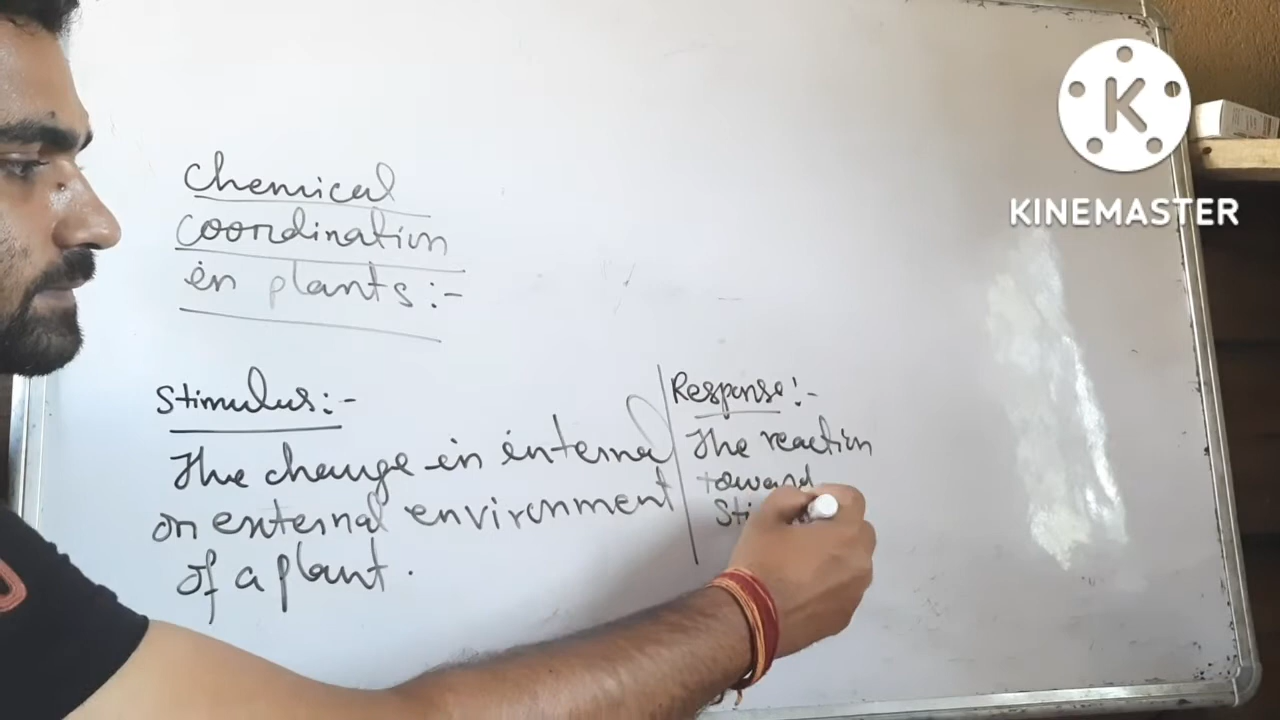 Chemical
coordination
in plants:-
Stimulus:-
The change in internal
or external environment
of a plant.
Response:-
The reaction
toward
K
KINEMASTER